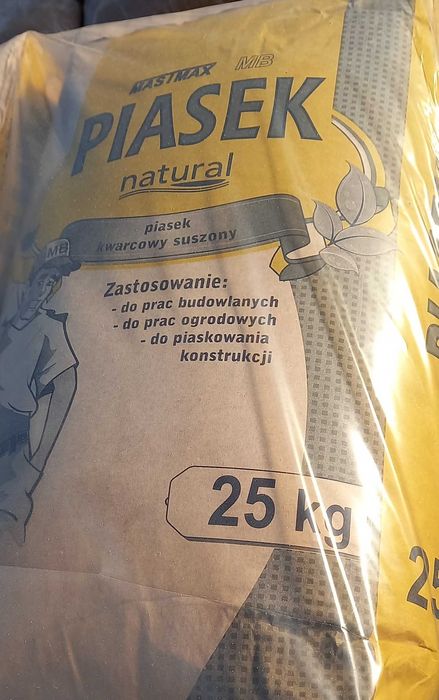 MASTMAX MB
PIASEK
natural
piasek
kwarcowy suszony
MB
Zastosowanie:
- do prac budowlanych
- do prac ogrodowych
- do piaskowania
konstrukcji
25 kg
25